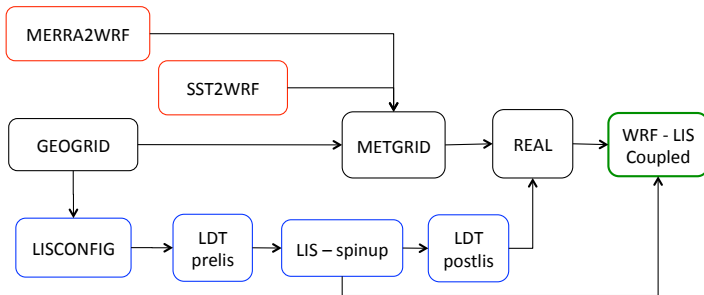 MERRA2WRF
SST2WRF
GEOGRID
METGRID
REAL
WRF - LIS
Coupled
LISCONFIG
LDT
prelis
LIS – spinup
LDT
postlis